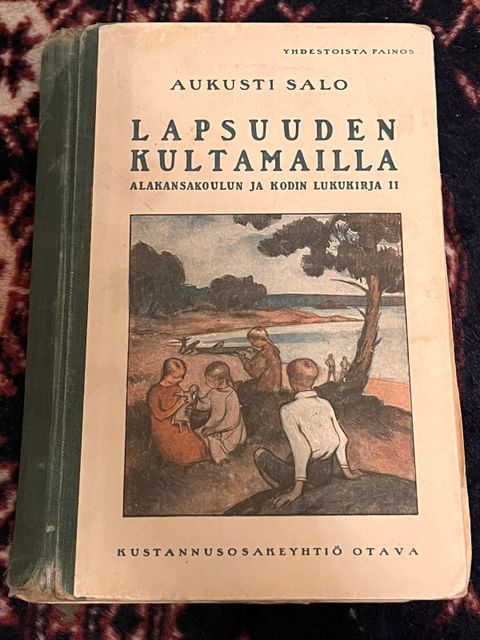 YHDESTOISTA PAINOS
AUKUSTI SALO
LAPSUUDEN
KULTAMAILLA
ALAKANSAKOULUN JA KODIN LUKUKIRJA II
KUSTANNUSOSAKEYHTIÖ OTAVA